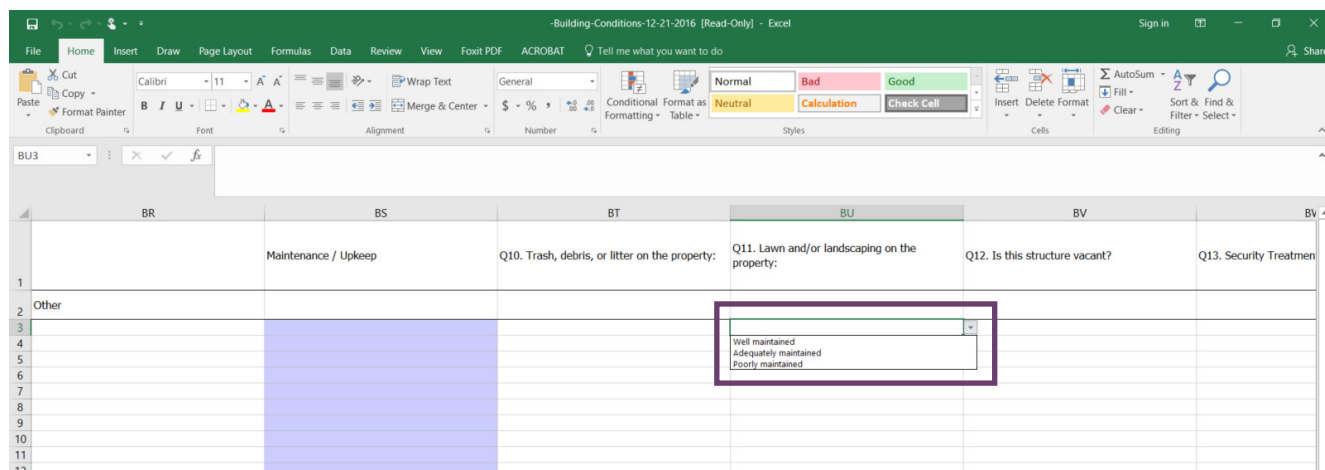 -Building-Conditions-12-21-2016 [Read-Only] - Excel
Sign in
File Home Insert Draw Page Layout Formulas Data Review View Foxit PDF ACROBAT Tell me what you want to do
Share
Paste
Cut
Copy
Format Painter
Clipboard
Calibri 11 A A
B I U A
Font
Wrap Text
Merge & Center
Alignment
General
$ % , .0 .00 .00 .0
Number
Conditional Formatting
Format as Table
Normal Bad Good
Neutral Calculation Check Cell
Styles
Insert Delete Format
Cells
Σ AutoSum
Fill
Clear
Sort & Filter
Find & Select
Editing
BU3 fx
BR BS BT BU BV
1 Maintenance / Upkeep Q10. Trash, debris, or litter on the property: Q11. Lawn and/or landscaping on the property: Q12. Is this structure vacant? Q13. Security Treatmen
2 Other
3
Well maintained
4
Adequately maintained
5
Poorly maintained
6
7
8
9
10
11